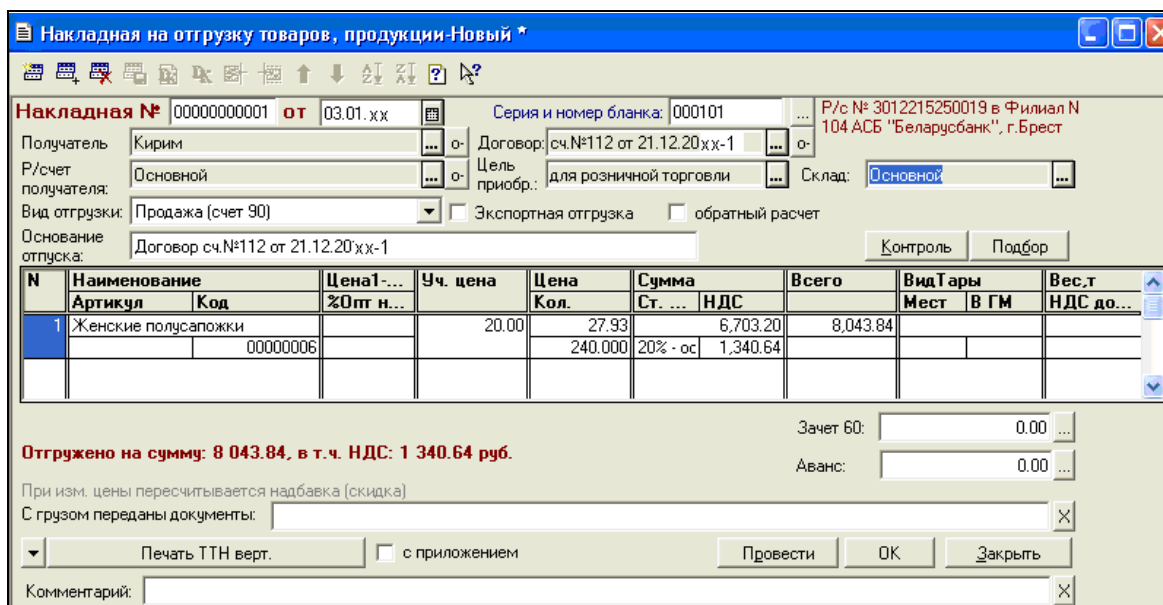 Накладная на отгрузку товаров, продукции-Новый *
Накладная № 00000000001 от 03.01.xx Серия и номер бланка: 000101 ... Р/с № 3012215250019 в Филиал N
104 АСБ "Беларусбанк", г.Брест
Получатель Кирим ... о- Договор: сч.№112 от 21.12.20xx-1 ... о-
Р/счет получателя: Основной ... о- Цель приобр.: для розничной торговли ... Склад: Основной ...
Вид отгрузки: Продажа (счет 90) Экспортная отгрузка обратный расчет
Основание отпуска: Договор сч.№112 от 21.12.20xx-1 Контроль Подбор
N Наименование Цена1-... Уч. цена Цена Сумма Всего ВидТары Вес,т
Артикул Код %Опт н... Кол. Ст. ... НДС Мест В ГМ НДС до...
1 Женские полусапожки 20.00 27.93 6,703.20 8,043.84
00000006 240.000 20% - ос 1,340.64
Зачет 60: 0.00 ...
Отгружено на сумму: 8 043.84, в т.ч. НДС: 1 340.64 руб.
Аванс: 0.00 ...
При изм. цены пересчитывается надбавка (скидка)
С грузом переданы документы: X
Печать ТТН верт. с приложением Провести OK Закрыть
Комментарий: X